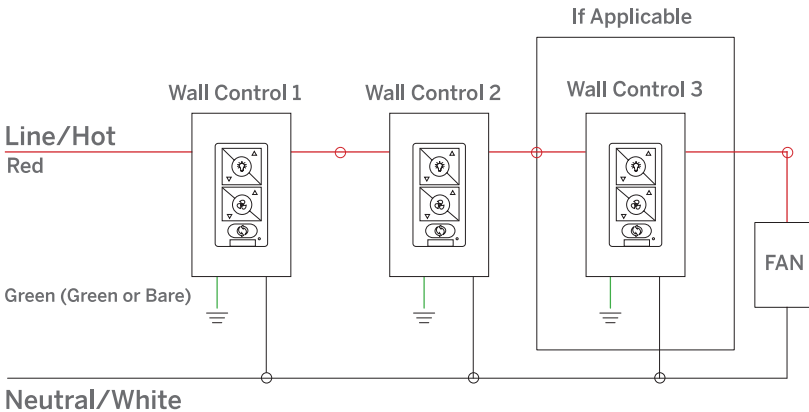 If Applicable
Wall Control 1
Wall Control 2
Wall Control 3
Line/Hot
Red
FAN
Green (Green or Bare)
Neutral/White